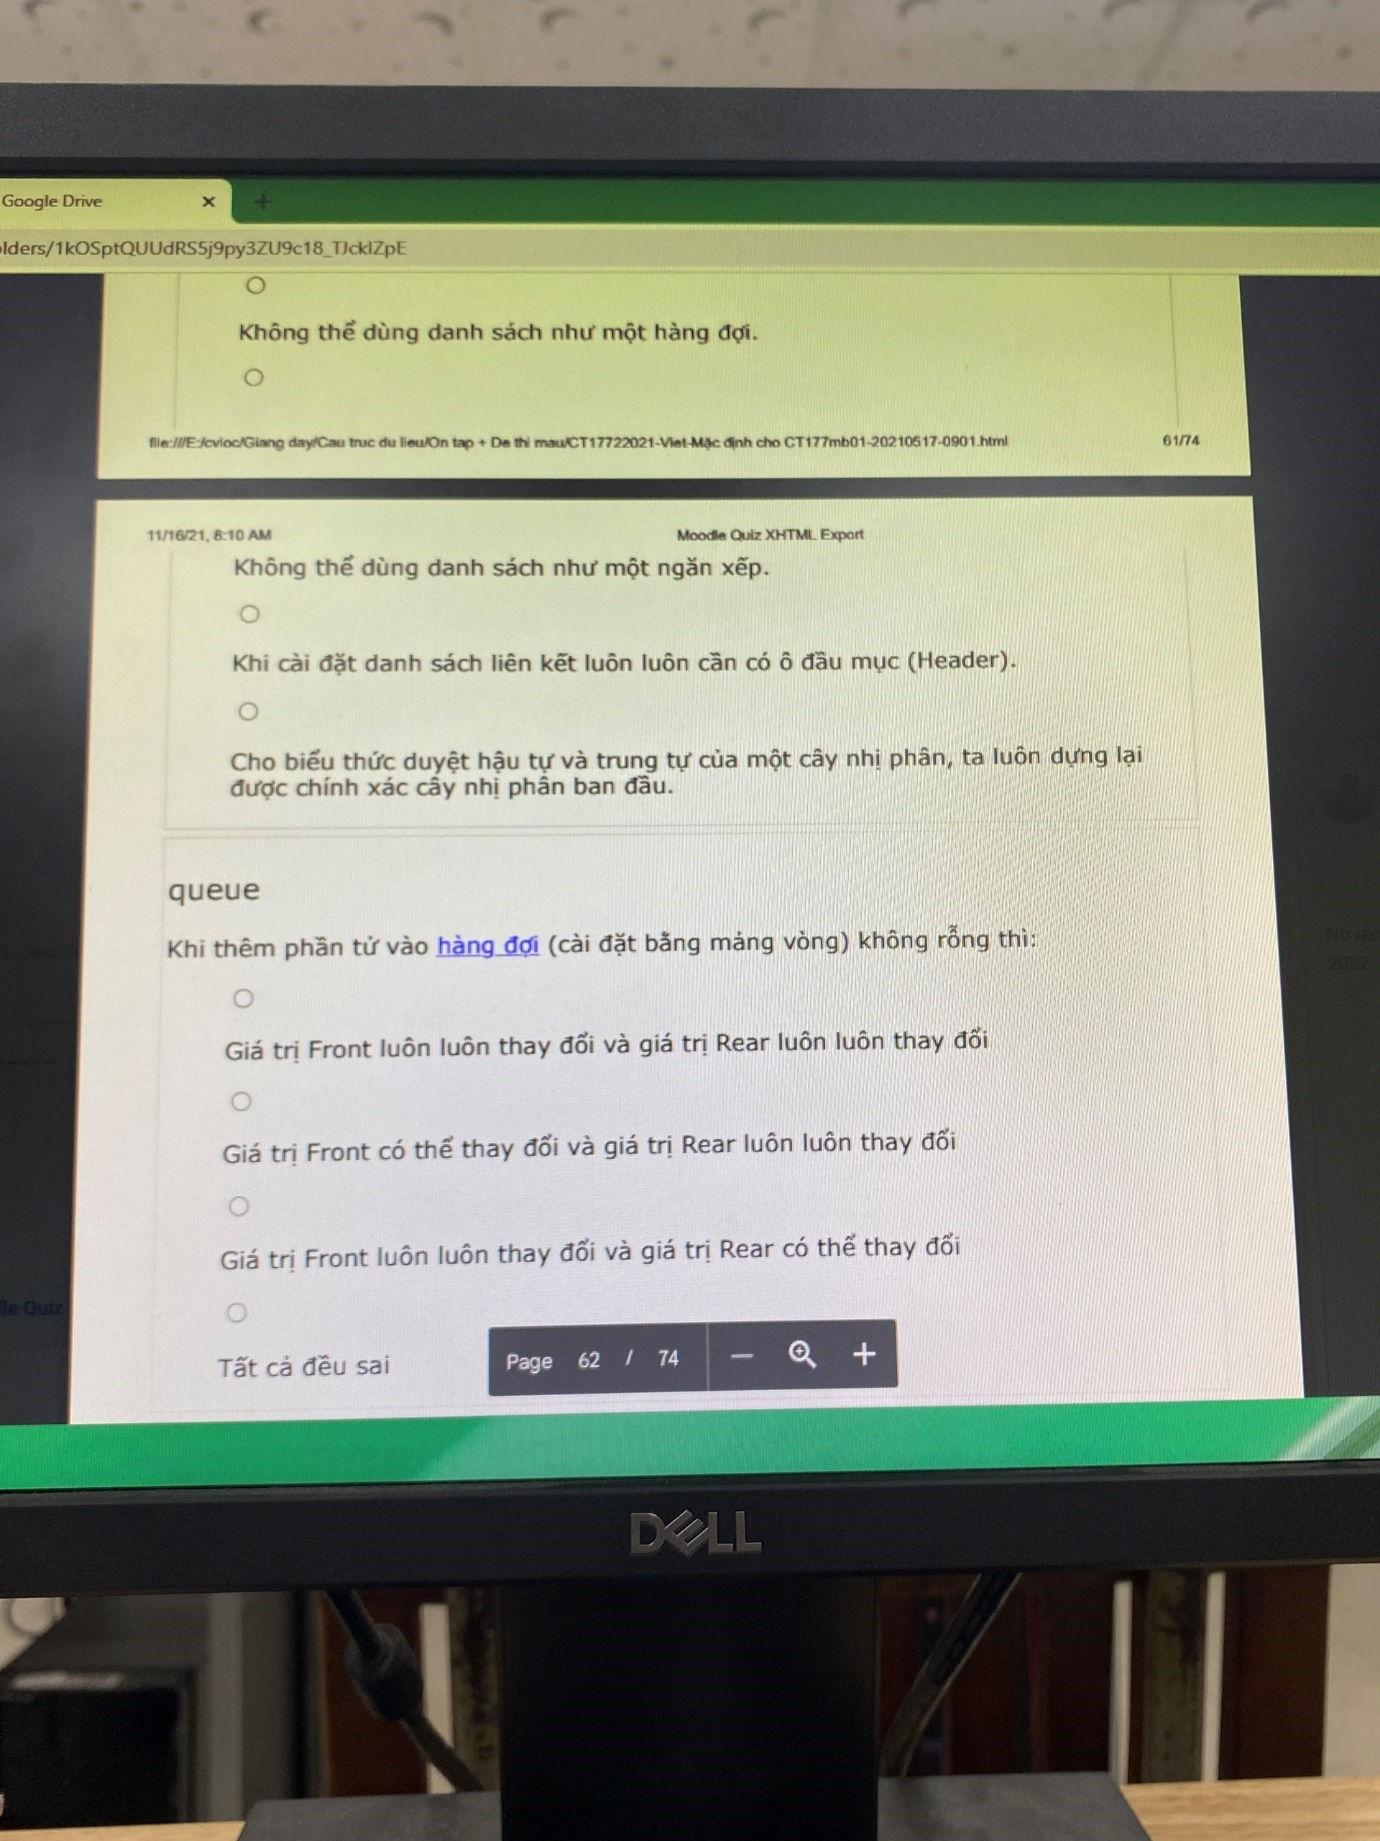 Google Drive
lders/1kOSptQUUdRS5j9py3ZU9c18_TJcklZpE
Không thể dùng danh sách như một hàng đợi.
file:///E:/cvloc/Giang day/Cau truc du lieu/On tap + De thi mau/CT17722021-Viet-Mặc định cho CT177mb01-20210517-0901.html 61/74
11/16/21, 8:10 AM Moodle Quiz XHTML Export
Không thể dùng danh sách như một ngăn xếp.
Khi cài đặt danh sách liên kết luôn luôn cần có ô đầu mục (Header).
Cho biểu thức duyệt hậu tự và trung tự của một cây nhị phân, ta luôn dựng lại
được chính xác cây nhị phân ban đầu.
queue
Khi thêm phần tử vào hàng đợi (cài đặt bằng mảng vòng) không rỗng thì:
Giá trị Front luôn luôn thay đổi và giá trị Rear luôn luôn thay đổi
Giá trị Front có thể thay đổi và giá trị Rear luôn luôn thay đổi
Giá trị Front luôn luôn thay đổi và giá trị Rear có thể thay đổi
Tất cả đều sai
Page 62 / 74
No rec
2022
le Quiz
DELL